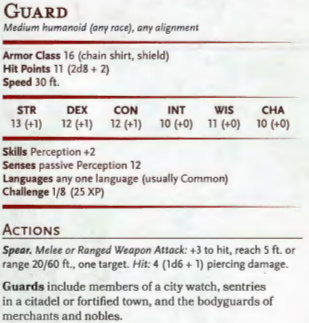 GUARD
Medium humanoid (any race), any alignment
Armor Class 16 (chain shirt, shield)
Hit Points 11 (2d8 + 2)
Speed 30 ft.
STR DEX CON INT WIS CHA
13 (+1) 12 (+1) 12 (+1) 10 (+0) 11 (+0) 10 (+0)
Skills Perception +2
Senses passive Perception 12
Languages any one language (usually Common)
Challenge 1/8 (25 XP)
ACTIONS
Spear. Melee or Ranged Weapon Attack: +3 to hit, reach 5 ft. or
range 20/60 ft., one target. Hit: 4 (1d6 + 1) piercing damage.
Guards include members of a city watch, sentries
in a citadel or fortified town, and the bodyguards of
merchants and nobles.